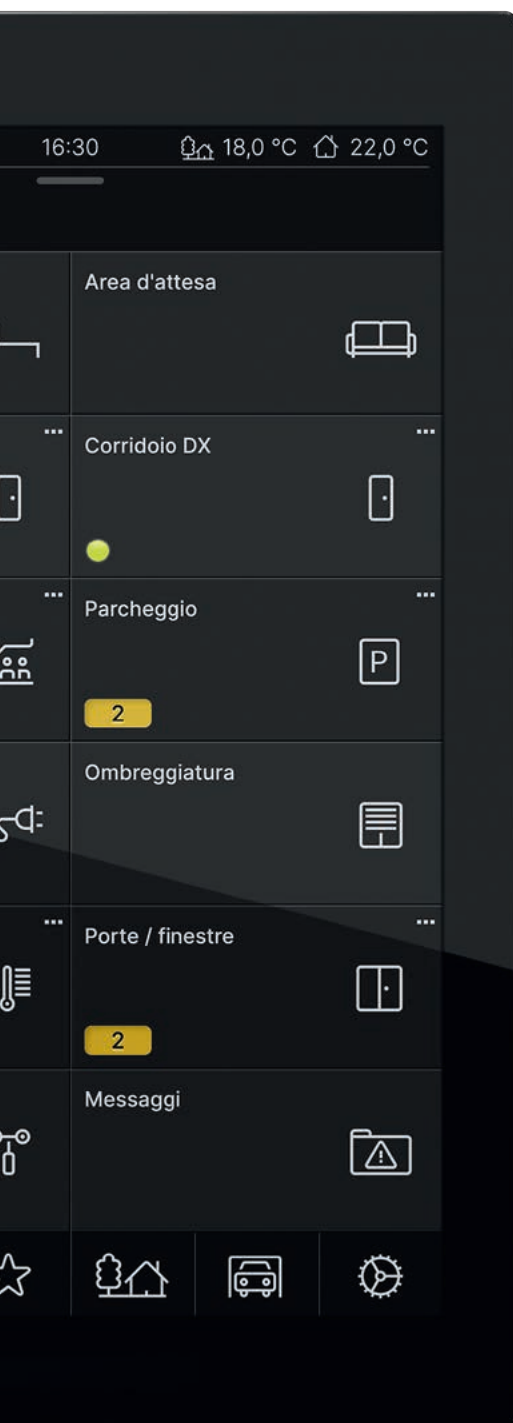 16:30 18,0 °C 22,0 °C
Area d'attesa
Corridoio DX
Parcheggio
P
2
Ombreggiatura
Porte / finestre
2
Messaggi